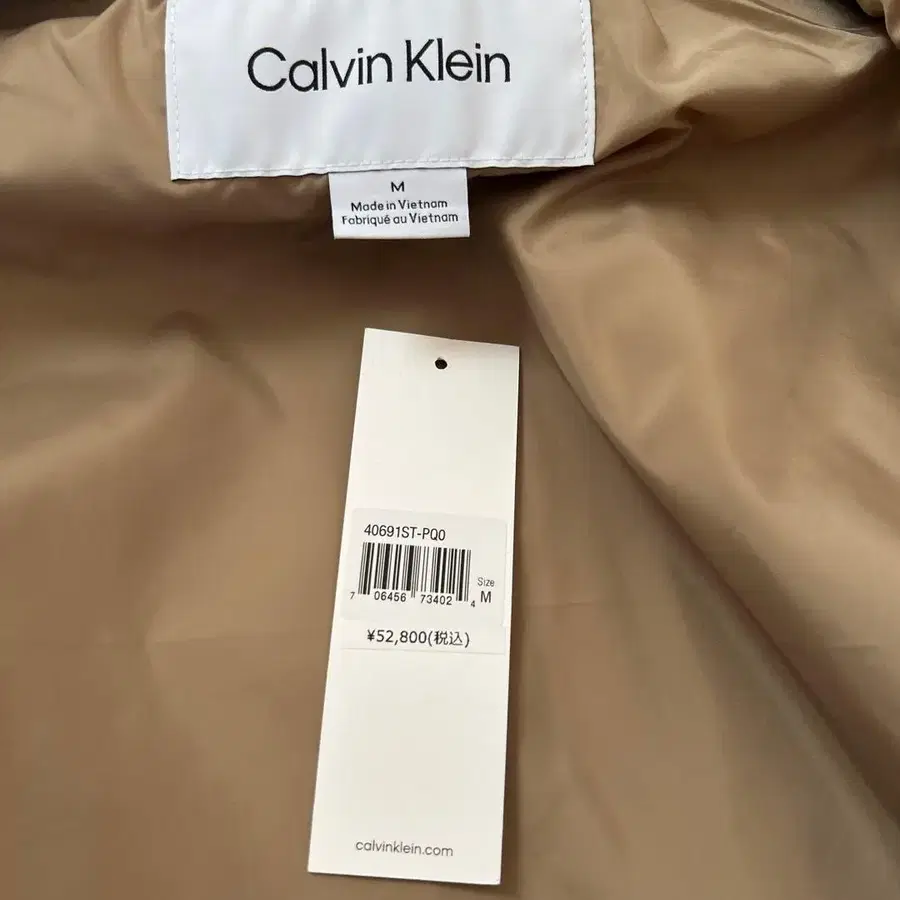 Calvin Klein
M
Made in Vietnam
Fabriqué au Vietnam
40691ST-PQ0
Size
M
7 06456 73402 4
¥52,800(税込)
calvinklein.com